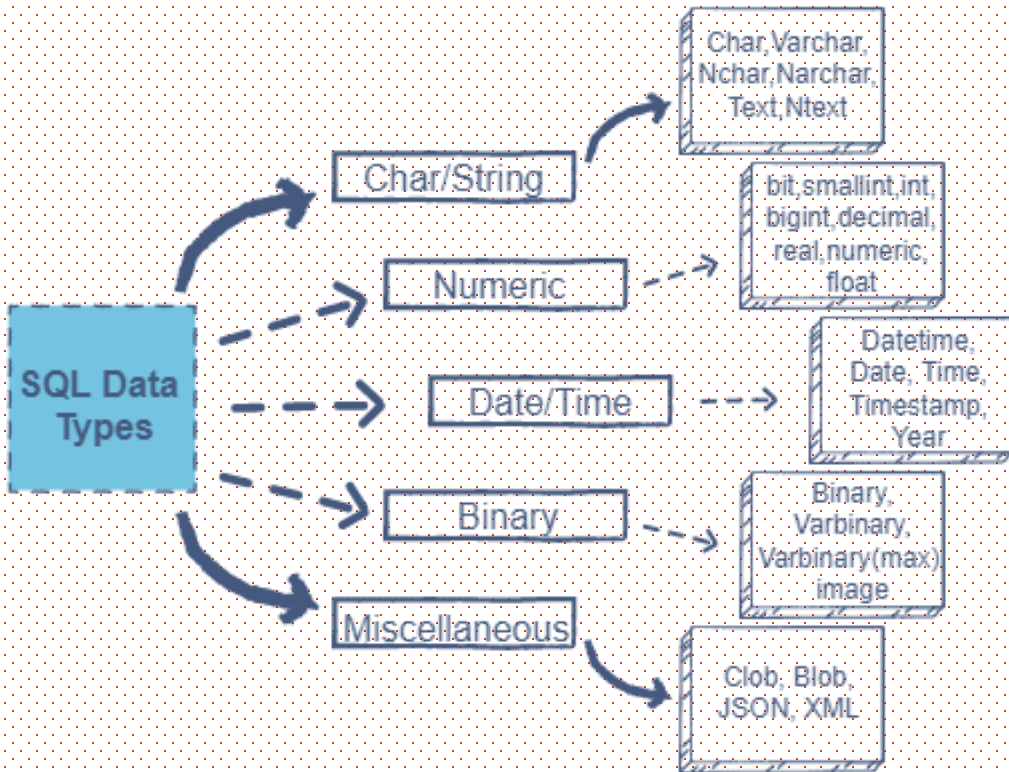 SQL Data
Types
Char/String
Char,Varchar,
Nchar,Narchar,
Text,Ntext
Numeric
bit,smallint,int,
bigint,decimal,
real,numeric,
float
Date/Time
Datetime,
Date, Time,
Timestamp,
Year
Binary
Binary,
Varbinary,
Varbinary(max)
image
Miscellaneous
Clob, Blob,
JSON, XML